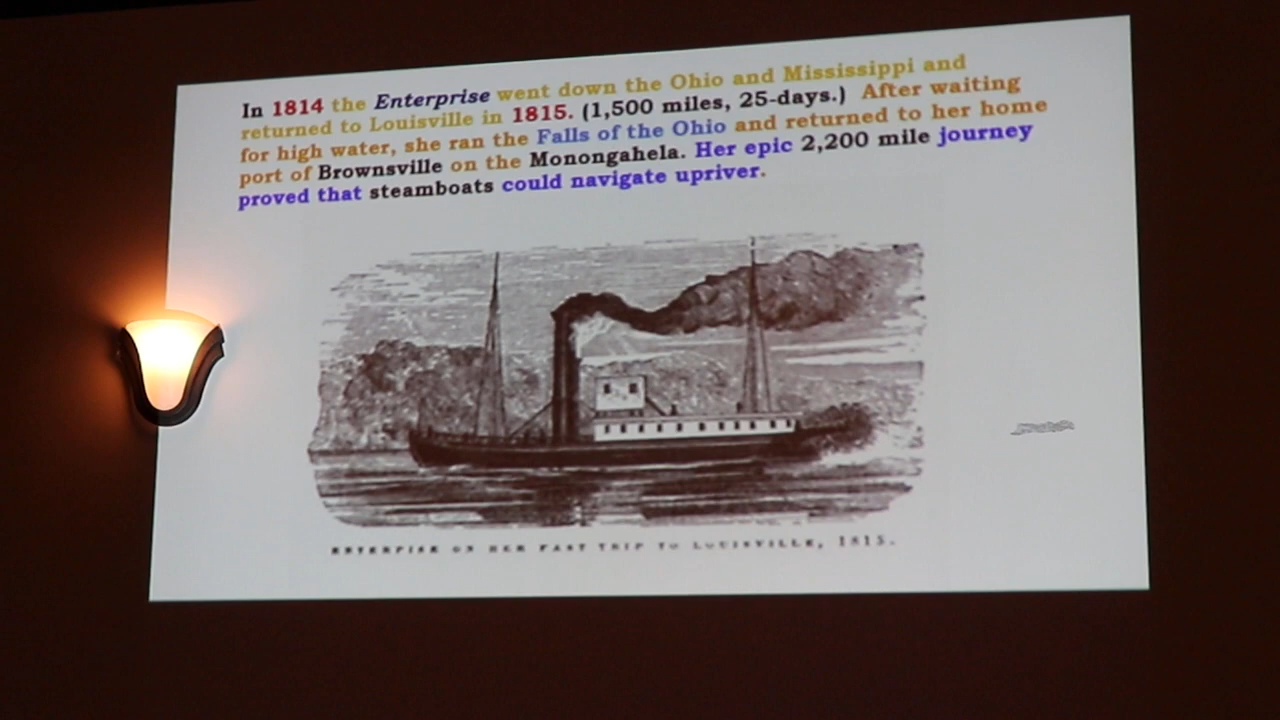 In 1814 the Enterprise went down the Ohio and Mississippi and
returned to Louisville in 1815. (1,500 miles, 25-days.) After waiting
for high water, she ran the Falls of the Ohio and returned to her home
port of Brownsville on the Monongahela. Her epic 2,200 mile journey
proved that steamboats could navigate upriver.
ENTERPRISE ON HER FAST TRIP TO LOUISVILLE, 1815.